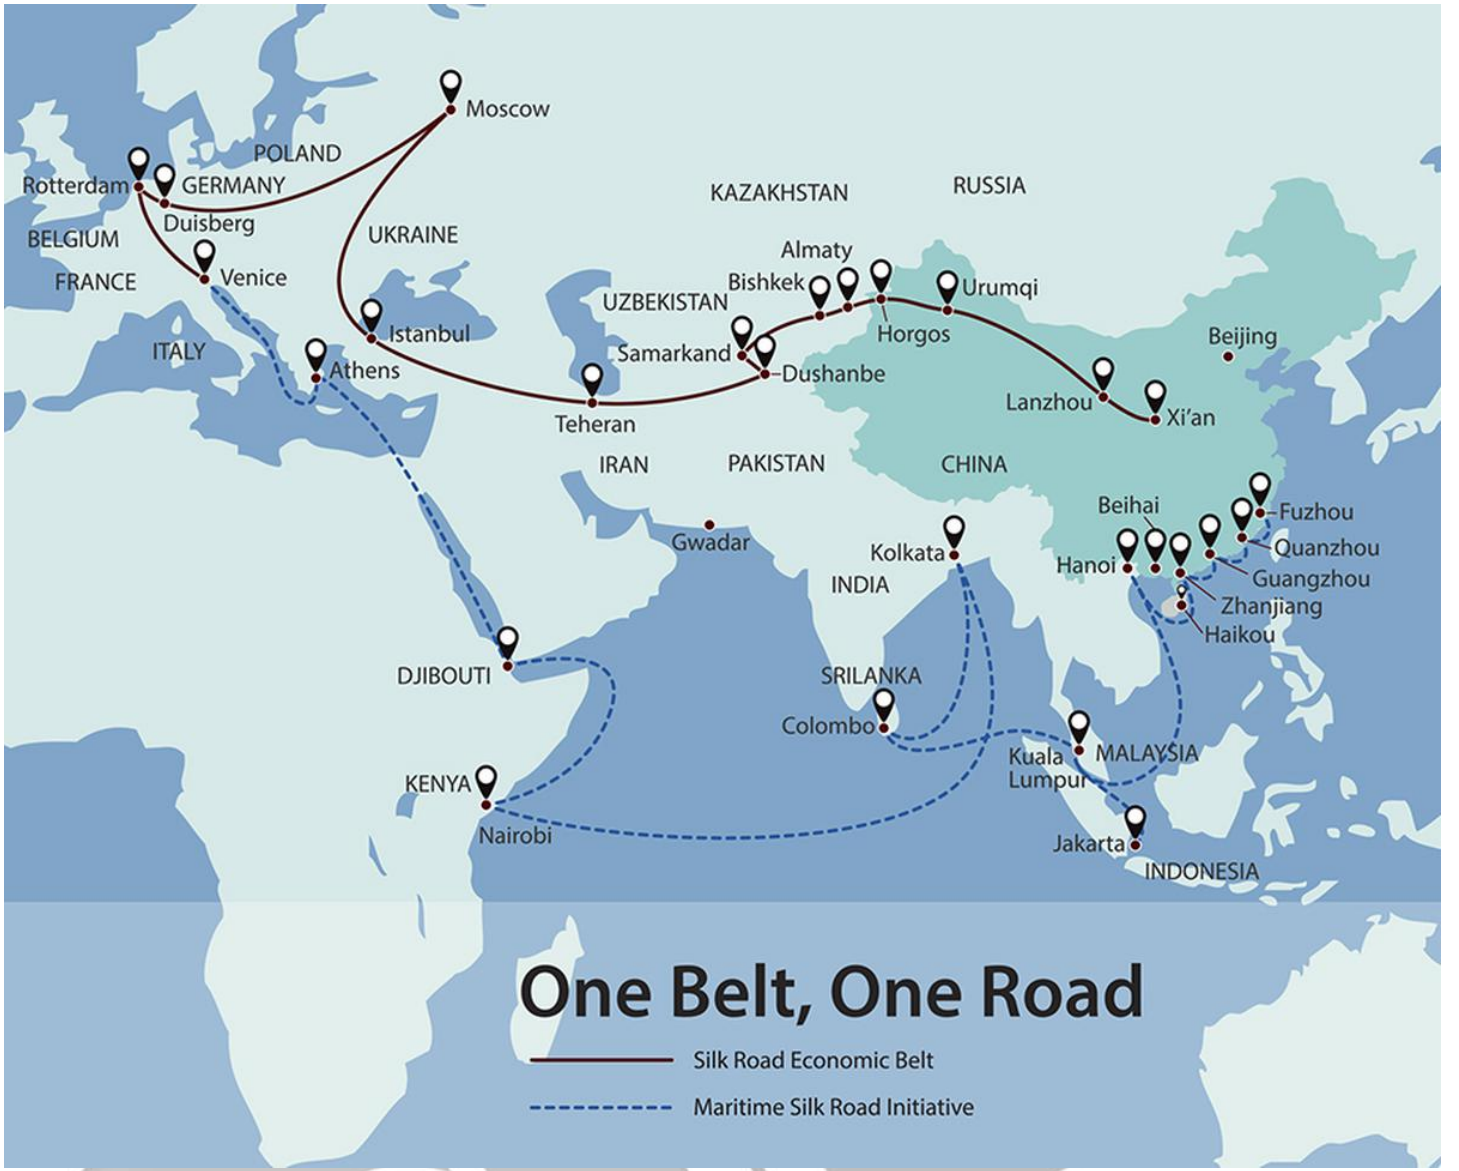 Moscow
POLAND
Rotterdam
GERMANY
Duisberg
BELGIUM
UKRAINE
FRANCE
Venice
KAZAKHSTAN
RUSSIA
Almaty
Bishkek
Urumqi
UZBEKISTAN
Horgos
Istanbul
ITALY
Athens
Samarkand
Dushanbe
Beijing
Teheran
Lanzhou
Xi'an
IRAN
PAKISTAN
CHINA
Beihai
Fuzhou
Gwadar
Kolkata
Quanzhou
Hanoi
Guangzhou
INDIA
Zhanjiang
Haikou
DJIBOUTI
SRILANKA
Colombo
Kuala
Lumpur
MALAYSIA
KENYA
Nairobi
Jakarta
INDONESIA
One Belt, One Road
Silk Road Economic Belt
Maritime Silk Road Initiative